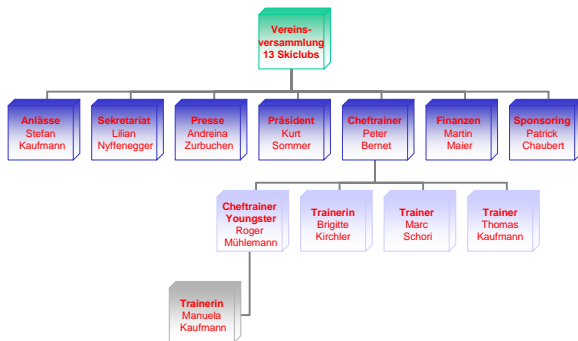 Vereins-
versammlung
13 Skiclubs
Anlässe
Stefan
Kaufmann
Sekretariat
Lilian
Nyffenegger
Presse
Andreina
Zurbuchen
Präsident
Kurt
Sommer
Cheftrainer
Peter
Bernet
Finanzen
Martin
Maier
Sponsoring
Patrick
Chaubert
Cheftrainer
Youngster
Roger
Mühlemann
Trainerin
Brigitte
Kirchler
Trainer
Marc
Schori
Trainer
Thomas
Kaufmann
Trainerin
Manuela
Kaufmann